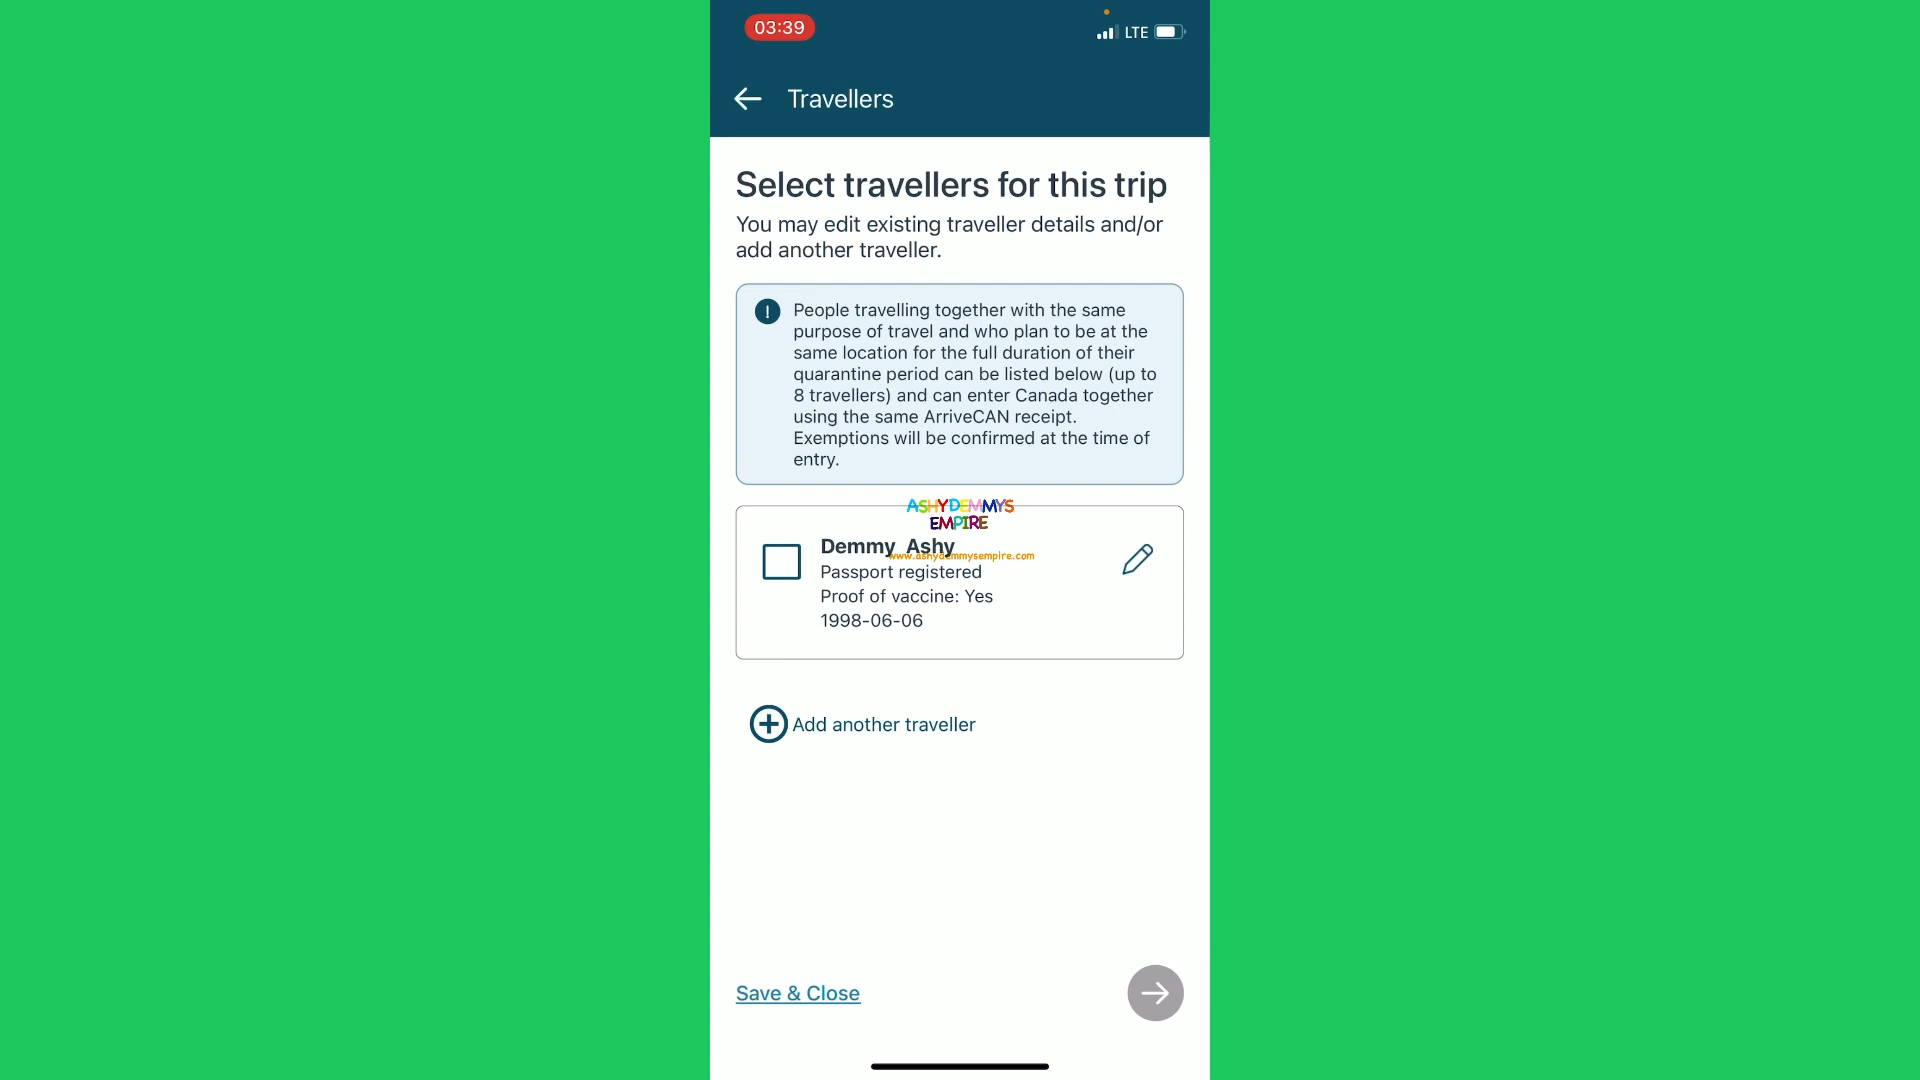 03:39
LTE
Travellers
Select travellers for this trip
You may edit existing traveller details and/or
add another traveller.
!
People travelling together with the same
purpose of travel and who plan to be at the
same location for the full duration of their
quarantine period can be listed below (up to
8 travellers) and can enter Canada together
using the same ArriveCAN receipt.
Exemptions will be confirmed at the time of
entry.
ASHYDEMMYS
EMPIRE
Demmy Ashy
www.ashydemmysempire.com
Passport registered
Proof of vaccine: Yes
1998-06-06
Add another traveller
Save & Close